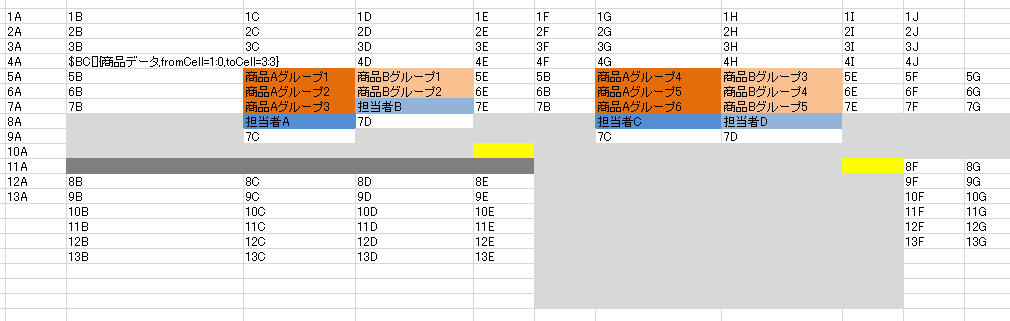 1A 1B 1C 1D 1E 1F 1G 1H 1I 1J
2A 2B 2C 2D 2E 2F 2G 2H 2I 2J
3A 3B 3C 3D 3E 3F 3G 3H 3I 3J
4A $BC[]{商品データ,fromCell=1:0,toCell=3:3} 4D 4E 4F 4G 4H 4I 4J
5A 5B 商品Aグループ1 商品Bグループ1 5E 5B 商品Aグループ4 商品Bグループ3 5E 5F 5G
6A 6B 商品Aグループ2 商品Bグループ2 6E 6B 商品Aグループ5 商品Bグループ4 6E 6F 6G
7A 7B 商品Aグループ3 担当者B 7E 7B 商品Aグループ6 商品Bグループ5 7E 7F 7G
8A 担当者A 7D 担当者C 担当者D
9A 7C 7C 7D
10A
11A 8F 8G
12A 8B 8C 8D 8E 9F 9G
13A 9B 9C 9D 9E 10F 10G
10B 10C 10D 10E 11F 11G
11B 11C 11D 11E 12F 12G
12B 12C 12D 12E 13F 13G
13B 13C 13D 13E